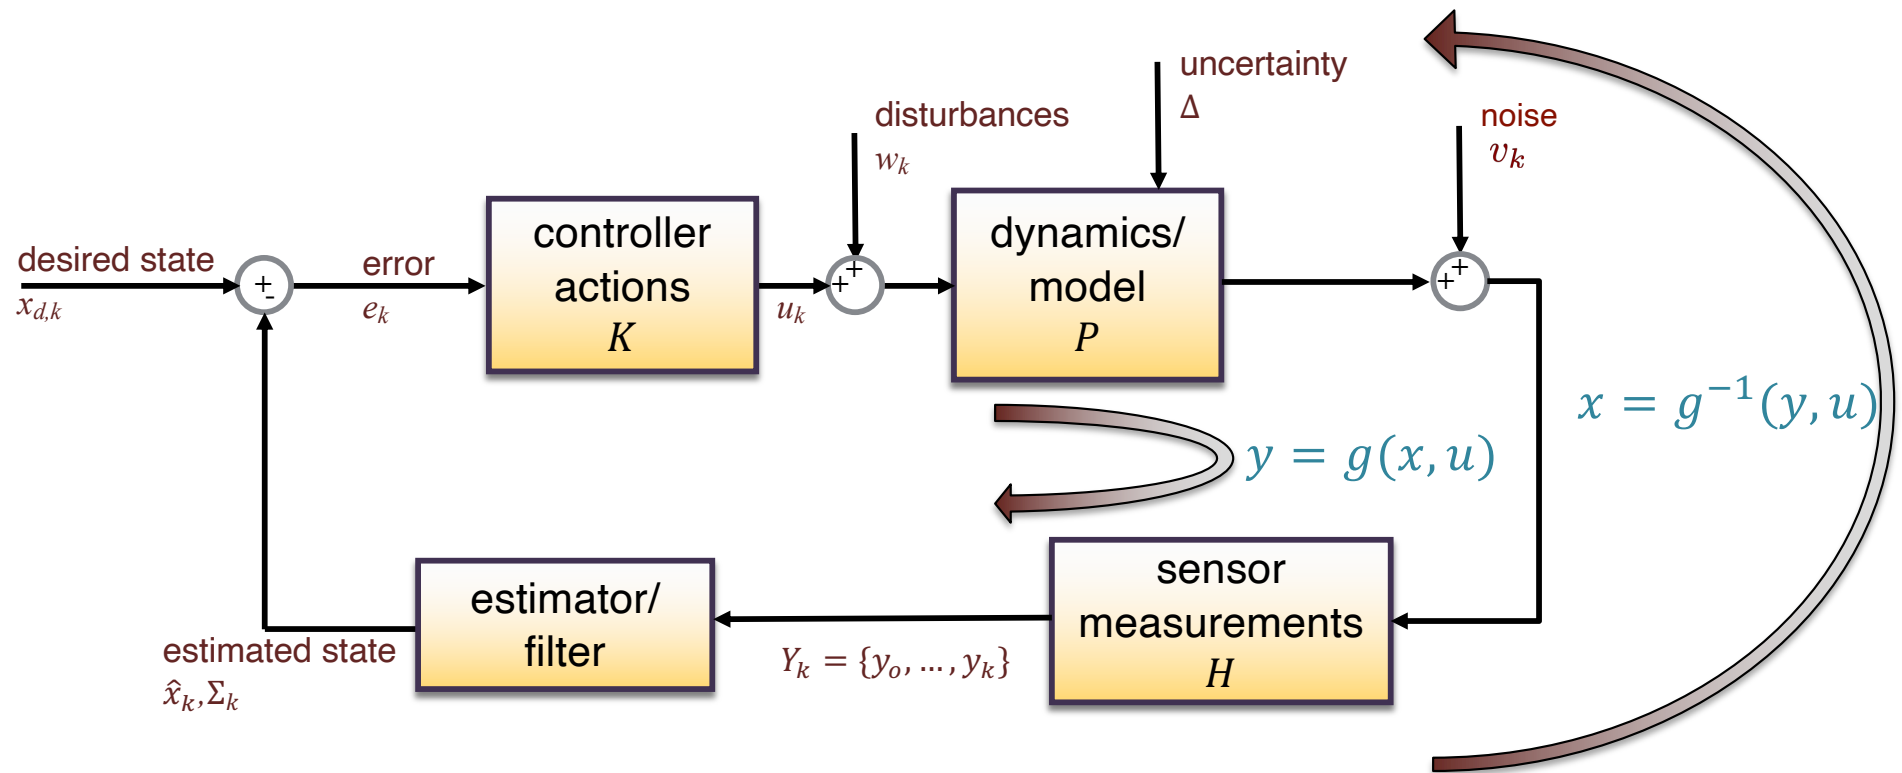 uncertainty
Δ
disturbances
w_k
noise
v_k
desired state
x_{d,k}
+
-
error
e_k
controller
actions
K
u_k
+
+
dynamics/
model
P
+
+
x = g^{-1}(y, u)
y = g(x, u)
estimated state
x̂_k, Σ_k
estimator/
filter
Y_k = {y_o, …, y_k}
sensor
measurements
H